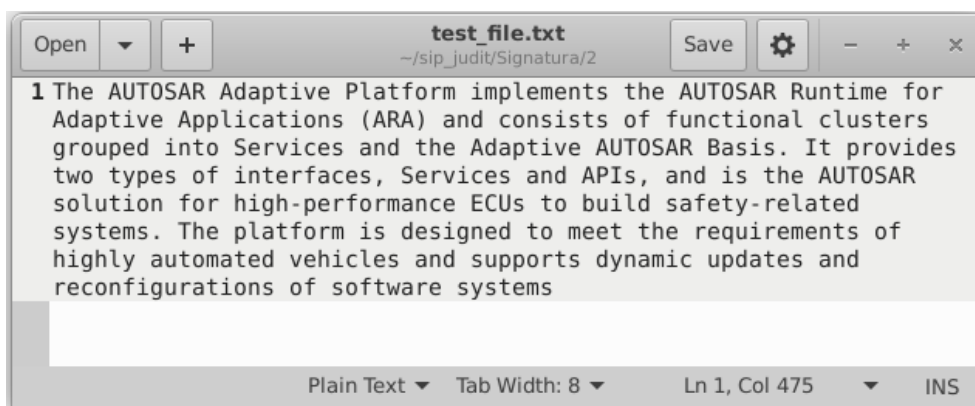 Open
test_file.txt
~/sip_judit/Signatura/2
Save
1 The AUTOSAR Adaptive Platform implements the AUTOSAR Runtime for
Adaptive Applications (ARA) and consists of functional clusters
grouped into Services and the Adaptive AUTOSAR Basis. It provides
two types of interfaces, Services and APIs, and is the AUTOSAR
solution for high-performance ECUs to build safety-related
systems. The platform is designed to meet the requirements of
highly automated vehicles and supports dynamic updates and
reconfigurations of software systems
Plain Text Tab Width: 8 Ln 1, Col 475 INS